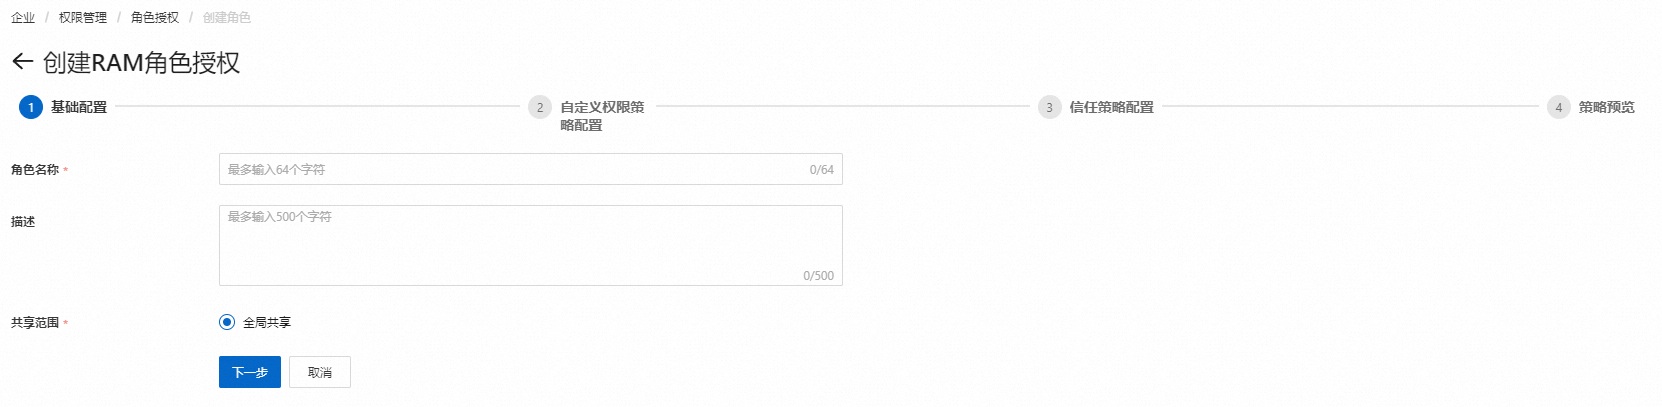 企业 / 权限管理 / 角色授权 / 创建角色
← 创建RAM角色授权
1 基础配置 2 自定义权限策略配置 3 信任策略配置 4 策略预览
角色名称 * 最多输入64个字符 0/64
描述 最多输入500个字符
0/500
共享范围 * 全局共享
下一步 取消